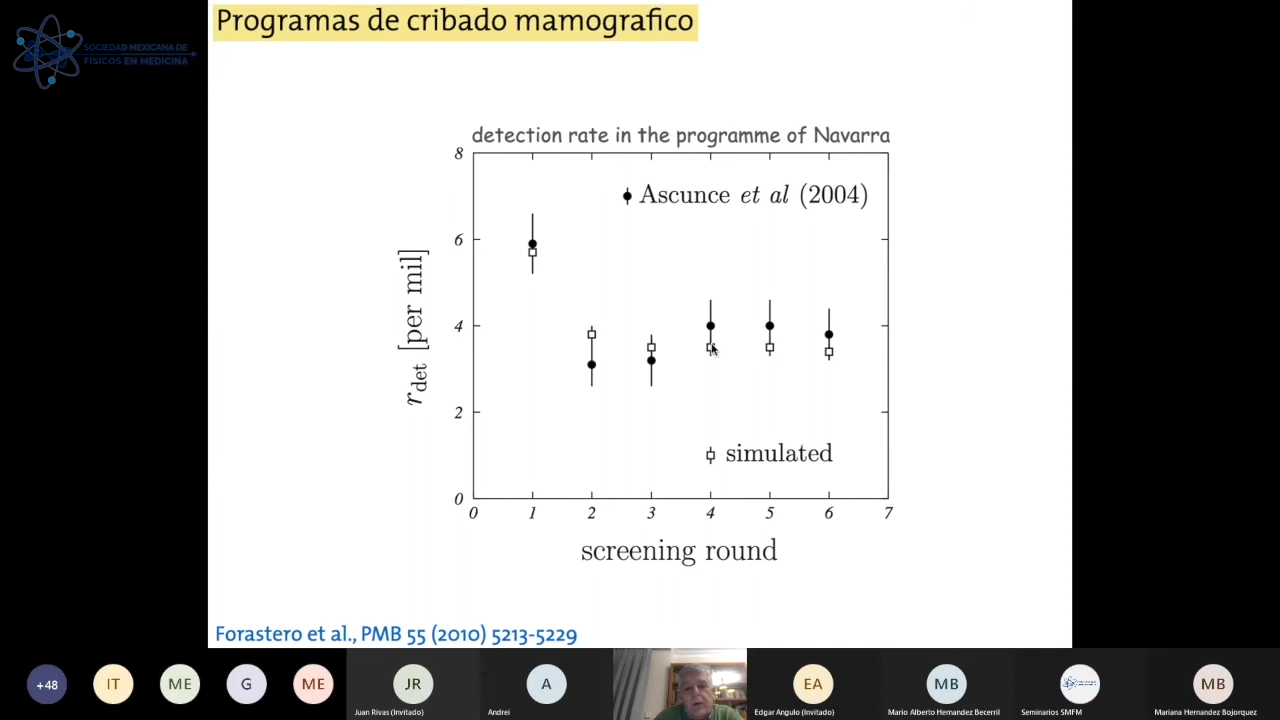 Programas de cribado mamografico
SOCIEDAD MEXICANA DE
FÍSICOS EN MEDICINA
detection rate in the programme of Navarra
8
6
4
2
0
r_det [per mil]
Ascunce et al (2004)
simulated
0 1 2 3 4 5 6 7
screening round
Forastero et al., PMB 55 (2010) 5213-5229
+48
IT
ME
G
ME
JR
Juan Rivas (Invitado)
A
Andrei
EA
Edgar Angulo (Invitado)
MB
Mario Alberto Hernandez Becerril
Seminarios SMFM
MB
Mariana Hernandez Bojorquez